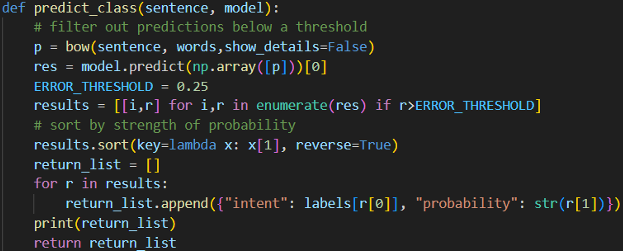 def predict_class(sentence, model):
    # filter out predictions below a threshold
    p = bow(sentence, words,show_details=False)
    res = model.predict(np.array([p]))[0]
    ERROR_THRESHOLD = 0.25
    results = [[i,r] for i,r in enumerate(res) if r>ERROR_THRESHOLD]
    # sort by strength of probability
    results.sort(key=lambda x: x[1], reverse=True)
    return_list = []
    for r in results:
        return_list.append({"intent": labels[r[0]], "probability": str(r[1])})
    print(return_list)
    return return_list